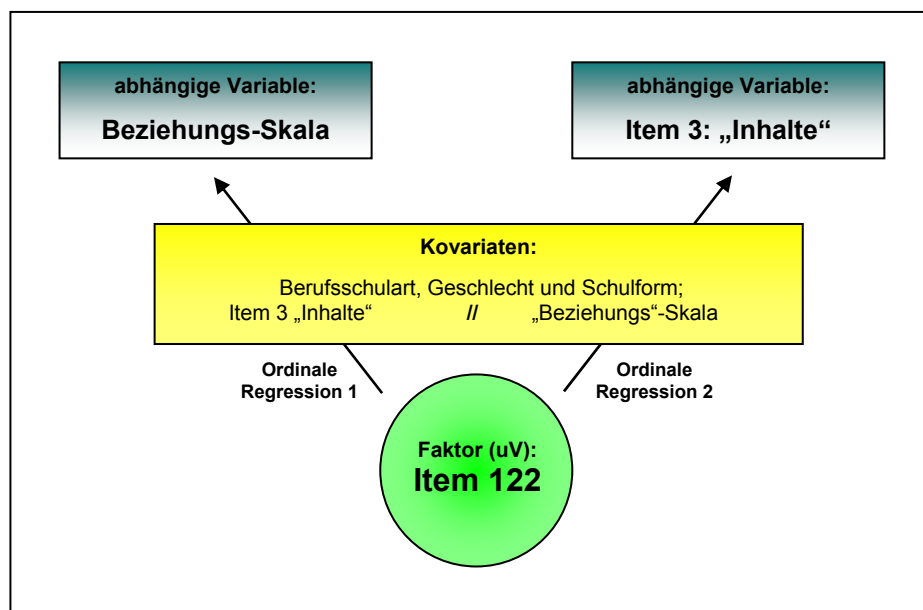 abhängige Variable:
Beziehungs-Skala
abhängige Variable:
Item 3: „Inhalte“
Kovariaten:
Berufsschulart, Geschlecht und Schulform;
Item 3 „Inhalte“ // „Beziehungs“-Skala
Ordinale
Regression 1
Ordinale
Regression 2
Faktor (uV):
Item 122